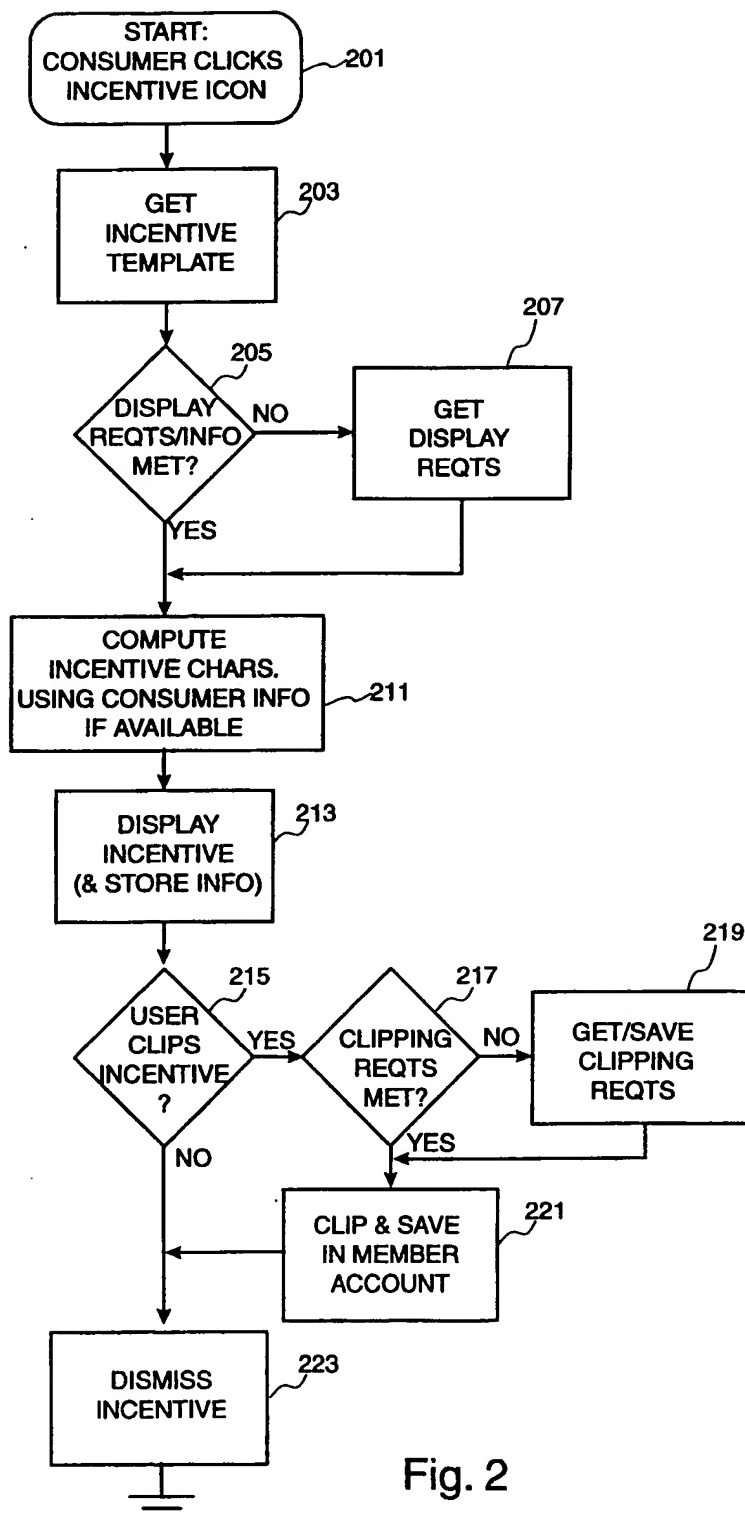 START:
CONSUMER CLICKS
INCENTIVE ICON
201
GET
INCENTIVE
TEMPLATE
203
205
DISPLAY
REQTS/INFO
MET?
NO
YES
207
GET
DISPLAY
REQTS
COMPUTE
INCENTIVE CHARS.
USING CONSUMER INFO
IF AVAILABLE
211
DISPLAY
INCENTIVE
(& STORE INFO)
213
215
USER
CLIPS
INCENTIVE
?
YES
NO
217
CLIPPING
REQTS
MET?
NO
YES
219
GET/SAVE
CLIPPING
REQTS
CLIP & SAVE
IN MEMBER
ACCOUNT
221
DISMISS
INCENTIVE
223
Fig. 2